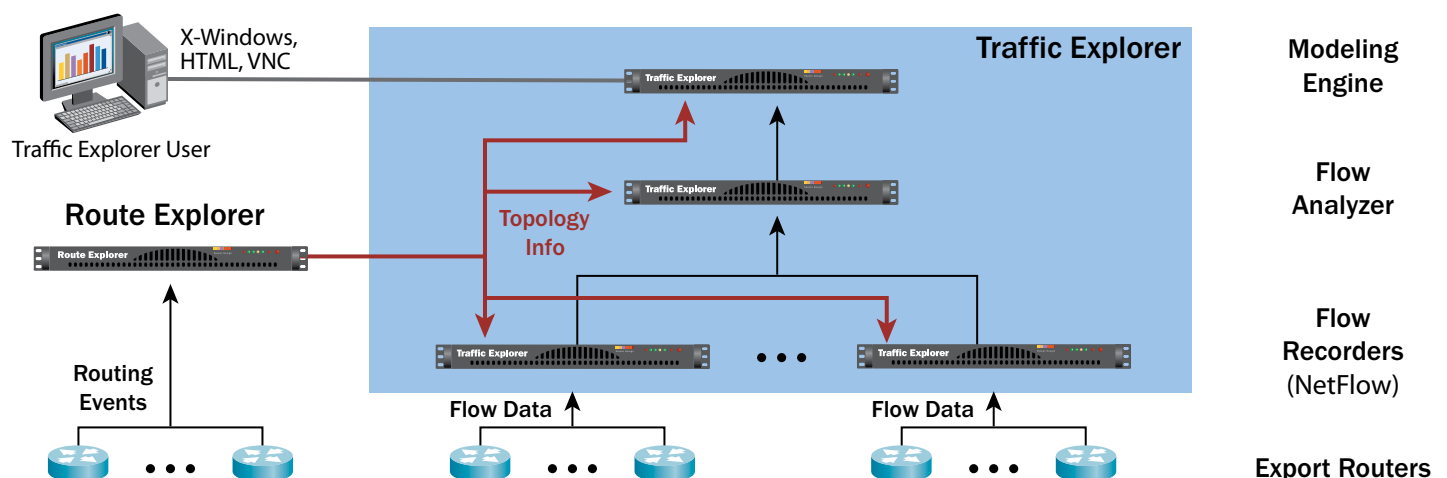 X-Windows,
HTML, VNC
Traffic Explorer User
Traffic Explorer
Traffic Explorer
Modeling
Engine
Traffic Explorer
Flow
Analyzer
Topology
Info
Route Explorer
Route Explorer
Traffic Explorer
Traffic Explorer
Flow
Recorders
(NetFlow)
Routing
Events
Flow Data
Flow Data
Export Routers